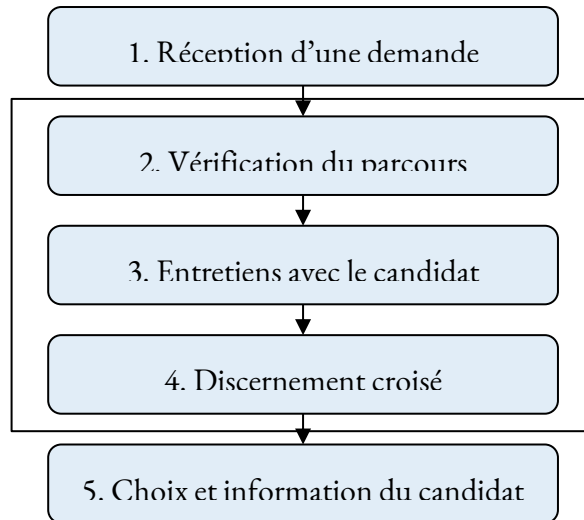 1. Réception d’une demande
2. Vérification du parcours
3. Entretiens avec le candidat
4. Discernement croisé
5. Choix et information du candidat